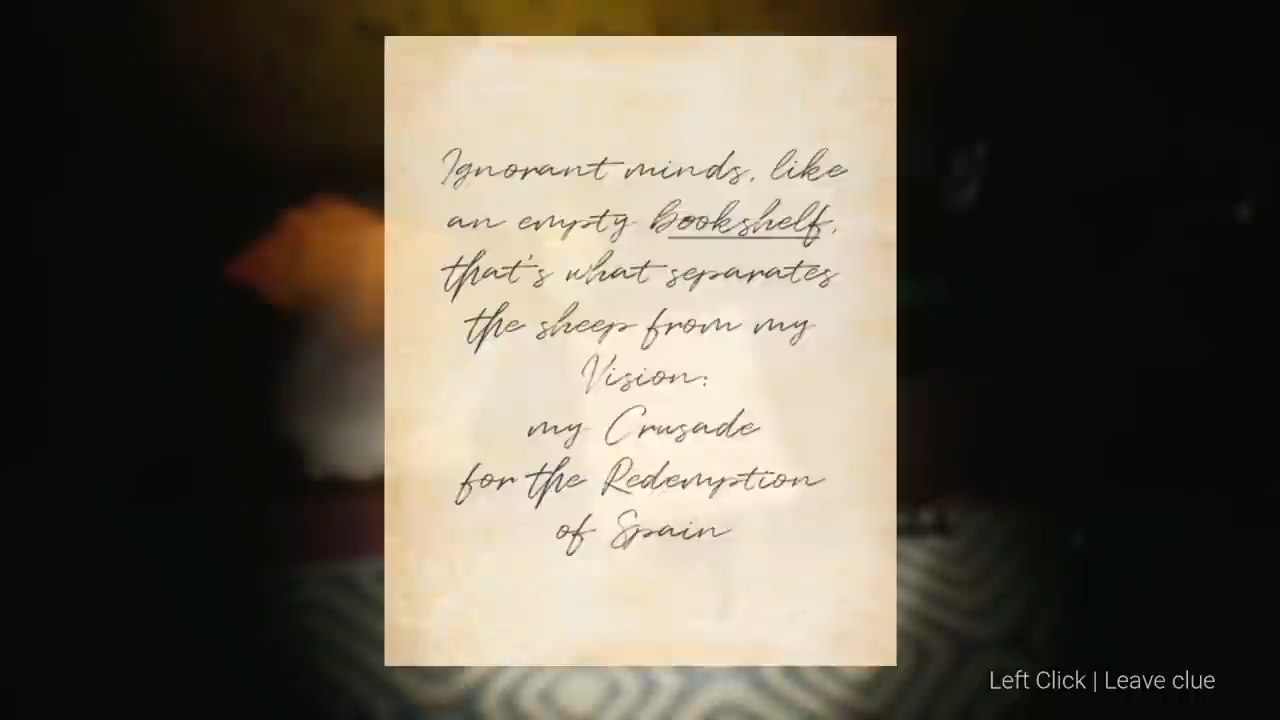 Ignorant minds, like
an empty bookshelf,
that's what separates
the sheep from my
Vision:
my Crusade
for the Redemption
of Spain
Left Click | Leave clue